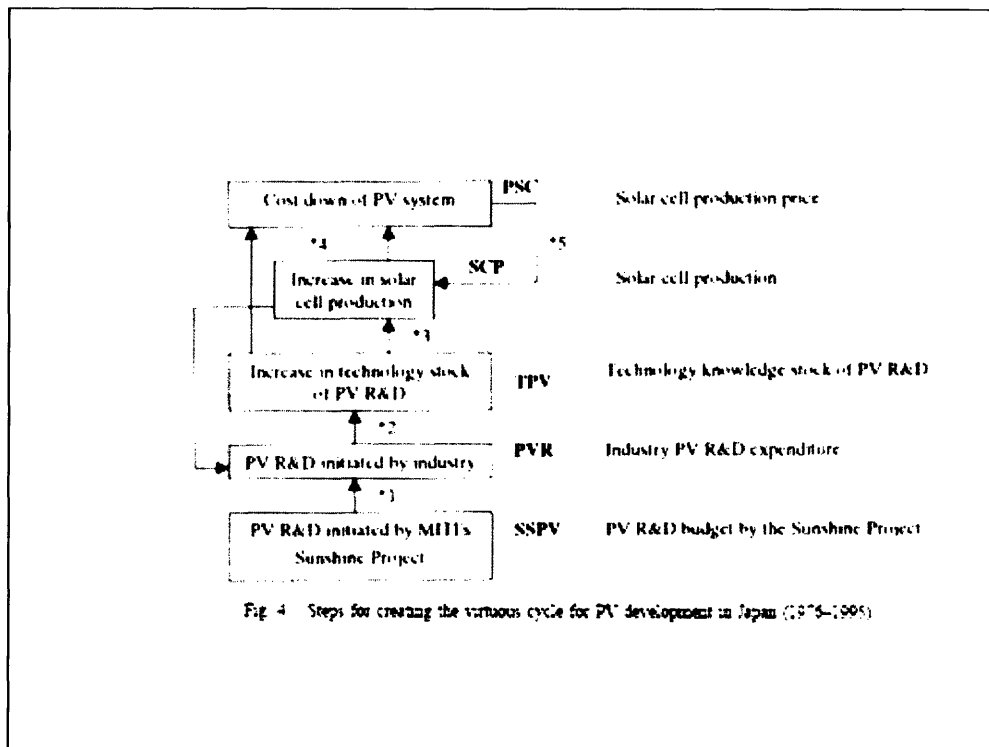 Cost down of PV system
PSC
Solar cell production price
*4
*5
Increase in solar
cell production
SCP
Solar cell production
*3
Increase in technology stock
of PV R&D
TPV
Technology knowledge stock of PV R&D
*2
PV R&D initiated by industry
PVR
Industry PV R&D expenditure
*1
PV R&D initiated by MITI's
Sunshine Project
SSPV
PV R&D budget by the Sunshine Project
Fig. 4 Steps for creating the virtuous cycle for PV development in Japan (1976–1995)